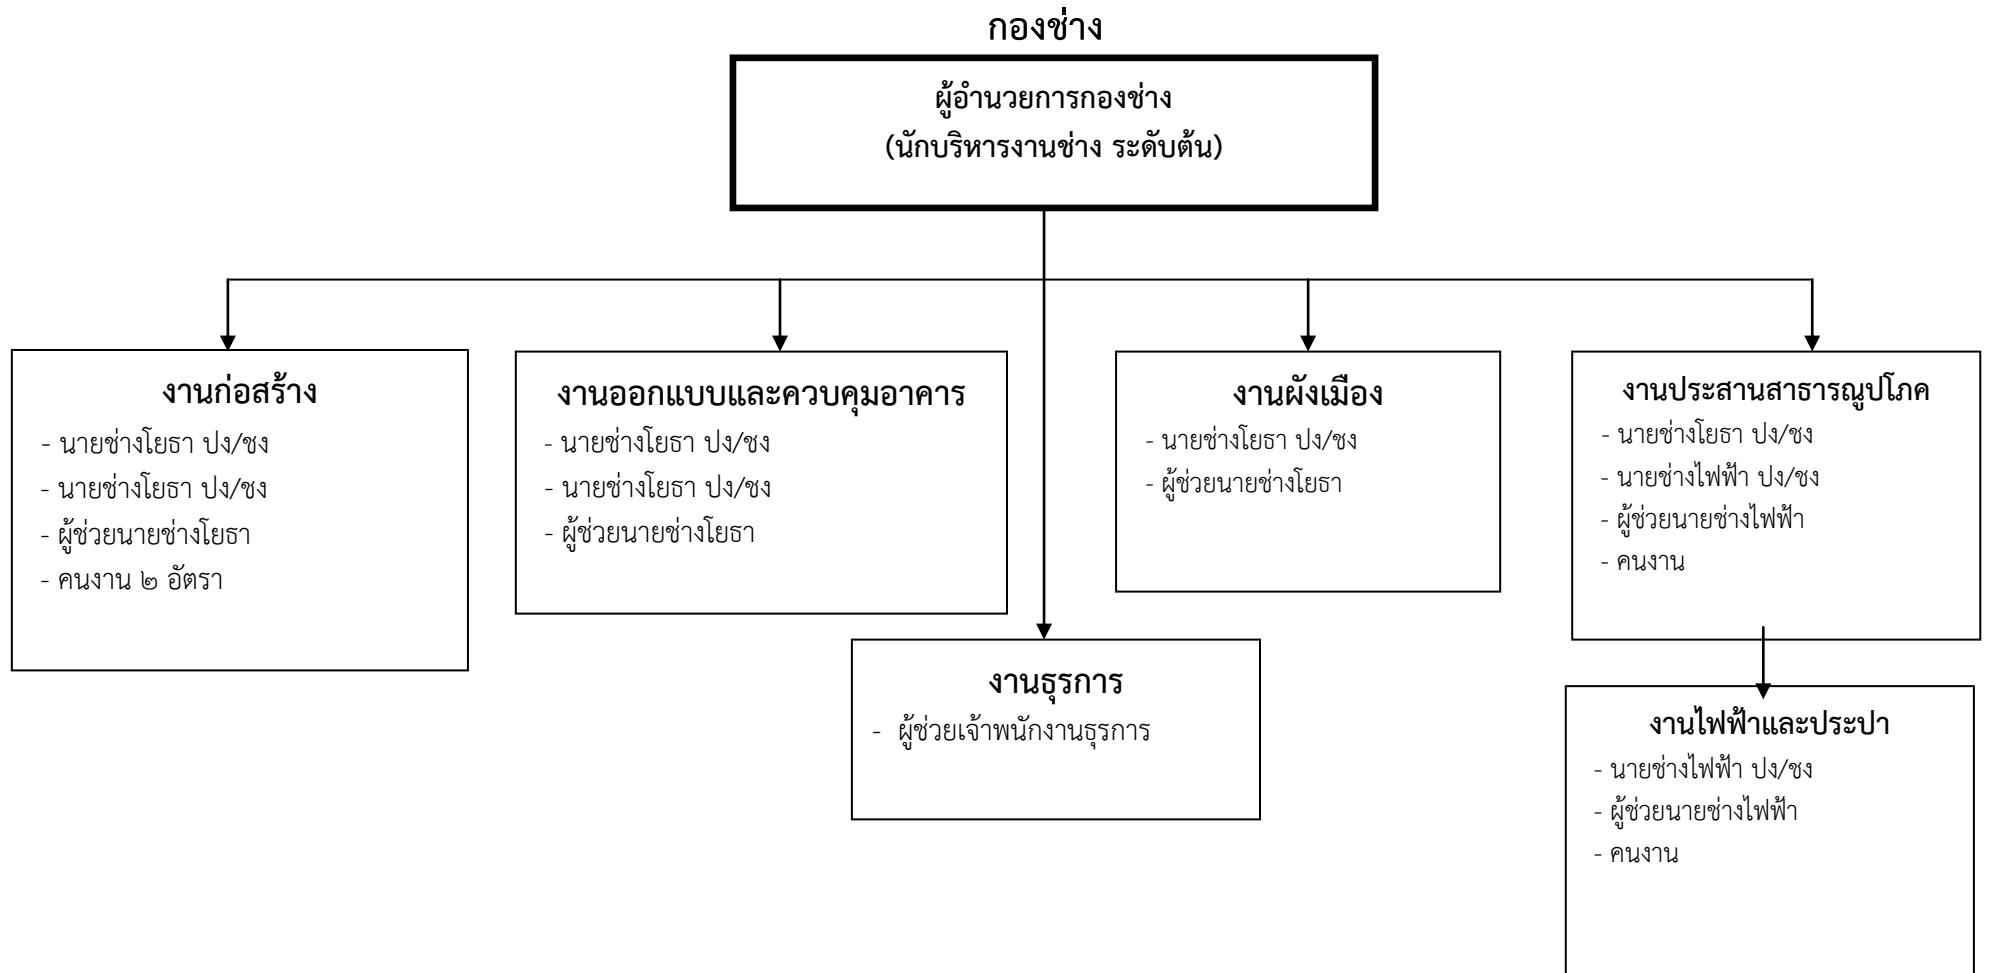 กองช่าง
ผู้อำนวยการกองช่าง
(นักบริหารงานช่าง ระดับต้น)
งานก่อสร้าง
- นายช่างโยธา ปง/ชง
- นายช่างโยธา ปง/ชง
- ผู้ช่วยนายช่างโยธา
- คนงาน ๒ อัตรา
งานออกแบบและควบคุมอาคาร
- นายช่างโยธา ปง/ชง
- นายช่างโยธา ปง/ชง
- ผู้ช่วยนายช่างโยธา
งานผังเมือง
- นายช่างโยธา ปง/ชง
- ผู้ช่วยนายช่างโยธา
งานประสานสาธารณูปโภค
- นายช่างโยธา ปง/ชง
- นายช่างไฟฟ้า ปง/ชง
- ผู้ช่วยนายช่างไฟฟ้า
- คนงาน
งานธุรการ
- ผู้ช่วยเจ้าพนักงานธุรการ
งานไฟฟ้าและประปา
- นายช่างไฟฟ้า ปง/ชง
- ผู้ช่วยนายช่างไฟฟ้า
- คนงาน